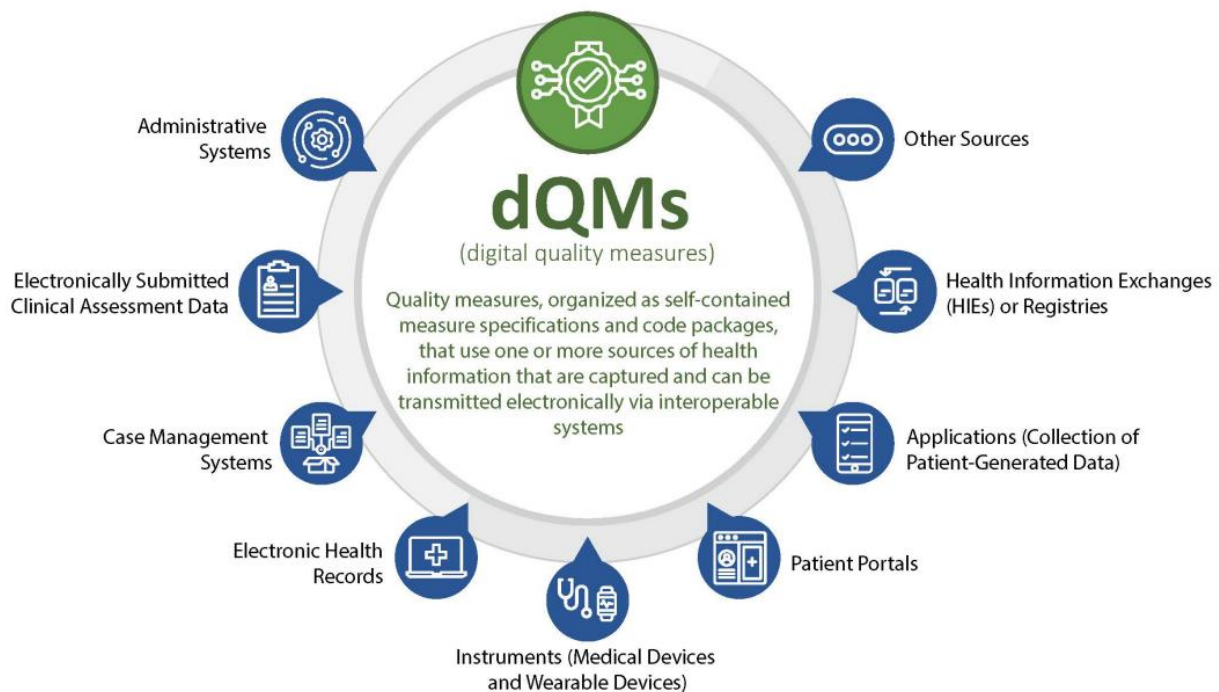 dQMs
(digital quality measures)
Quality measures, organized as self-contained
measure specifications and code packages,
that use one or more sources of health
information that are captured and can be
transmitted electronically via interoperable
systems
Administrative
Systems
Electronically Submitted
Clinical Assessment Data
Case Management
Systems
Electronic Health
Records
Instruments (Medical Devices
and Wearable Devices)
Patient Portals
Applications (Collection of
Patient-Generated Data)
Health Information Exchanges
(HIEs) or Registries
Other Sources